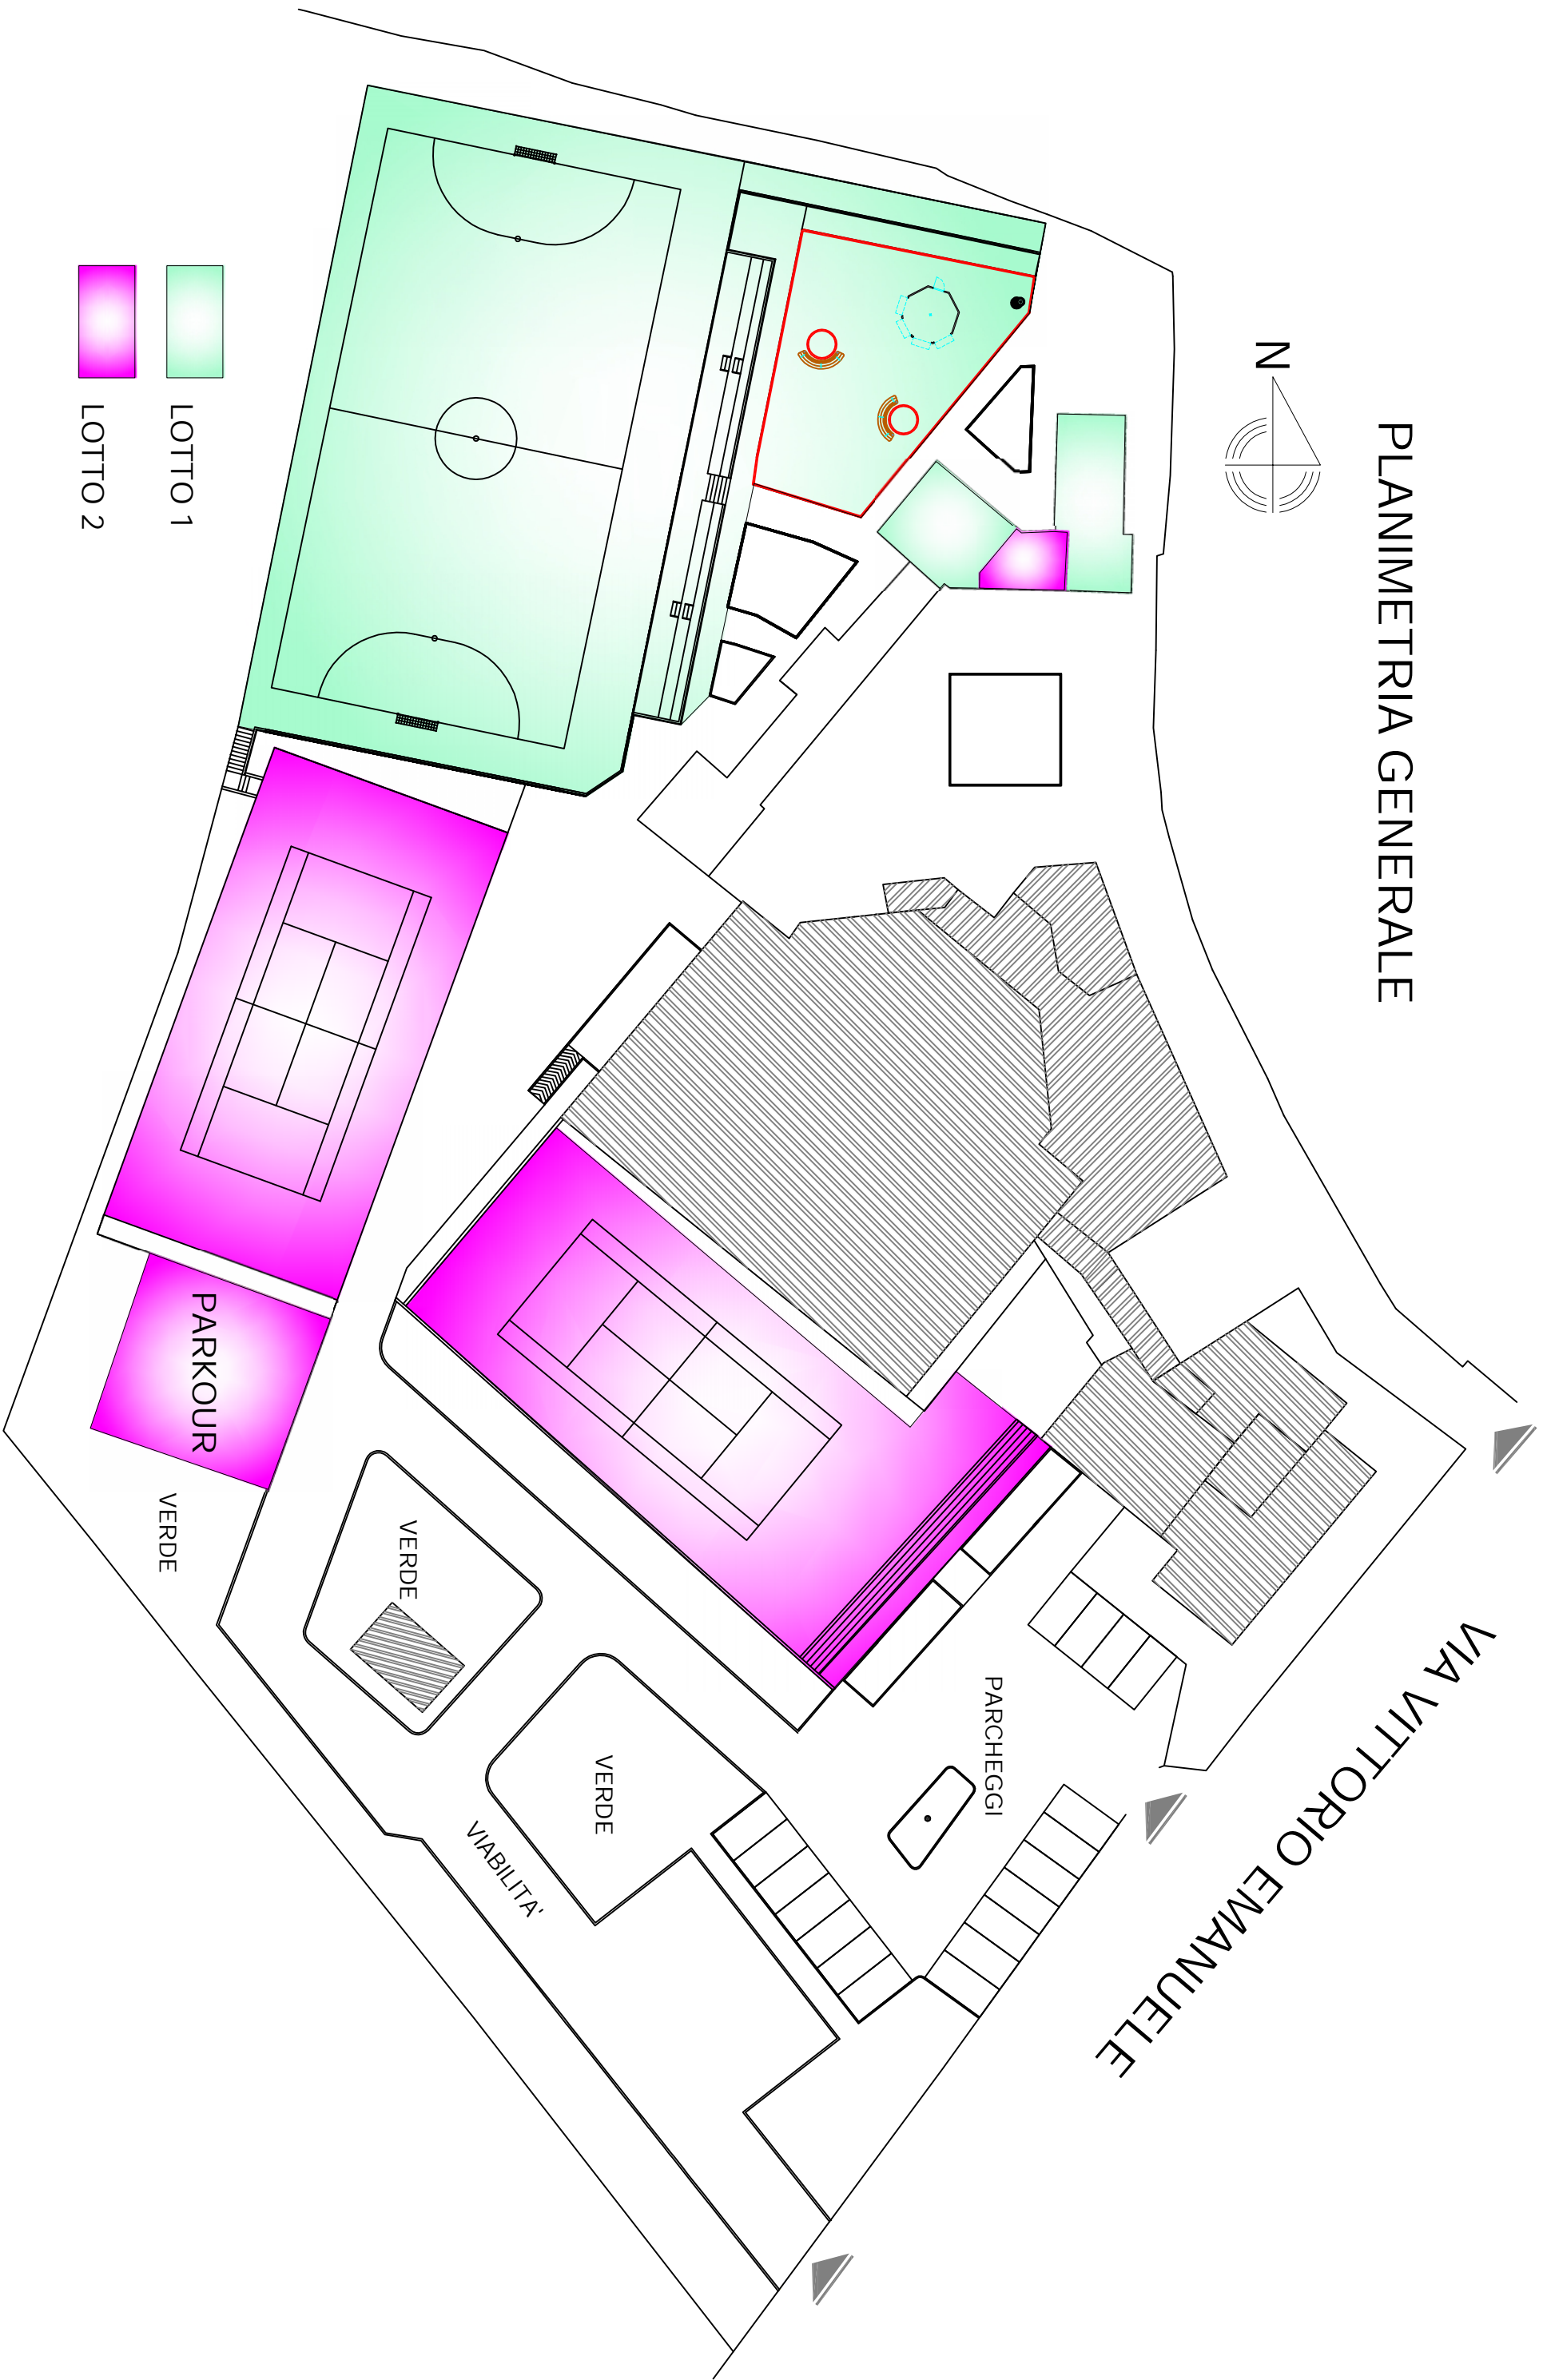 PLANIMETRIA GENERALE
N
VIA VITTORIO EMANUELE
PARCHEGGI
VERDE
VIABILITA'
VERDE
PARKOUR
VERDE
LOTTO 1
LOTTO 2